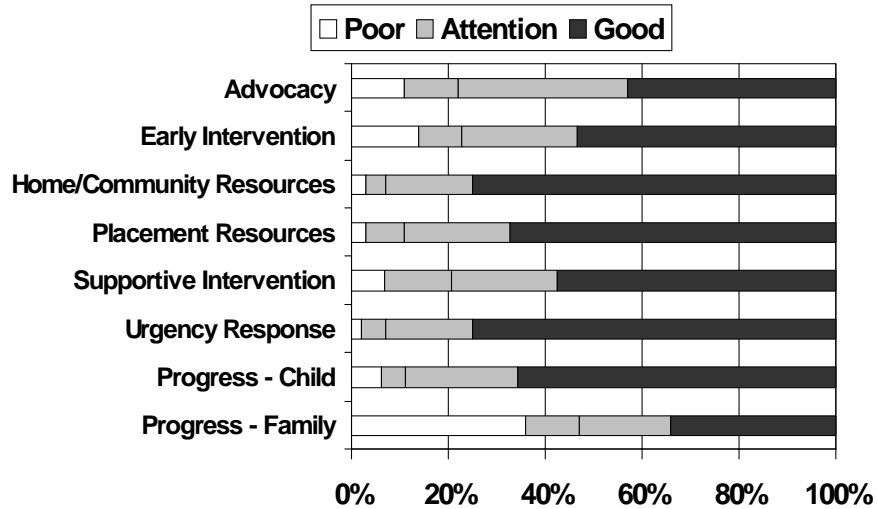 Poor Attention Good
Advocacy
Early Intervention
Home/Community Resources
Placement Resources
Supportive Intervention
Urgency Response
Progress - Child
Progress - Family
0% 20% 40% 60% 80% 100%